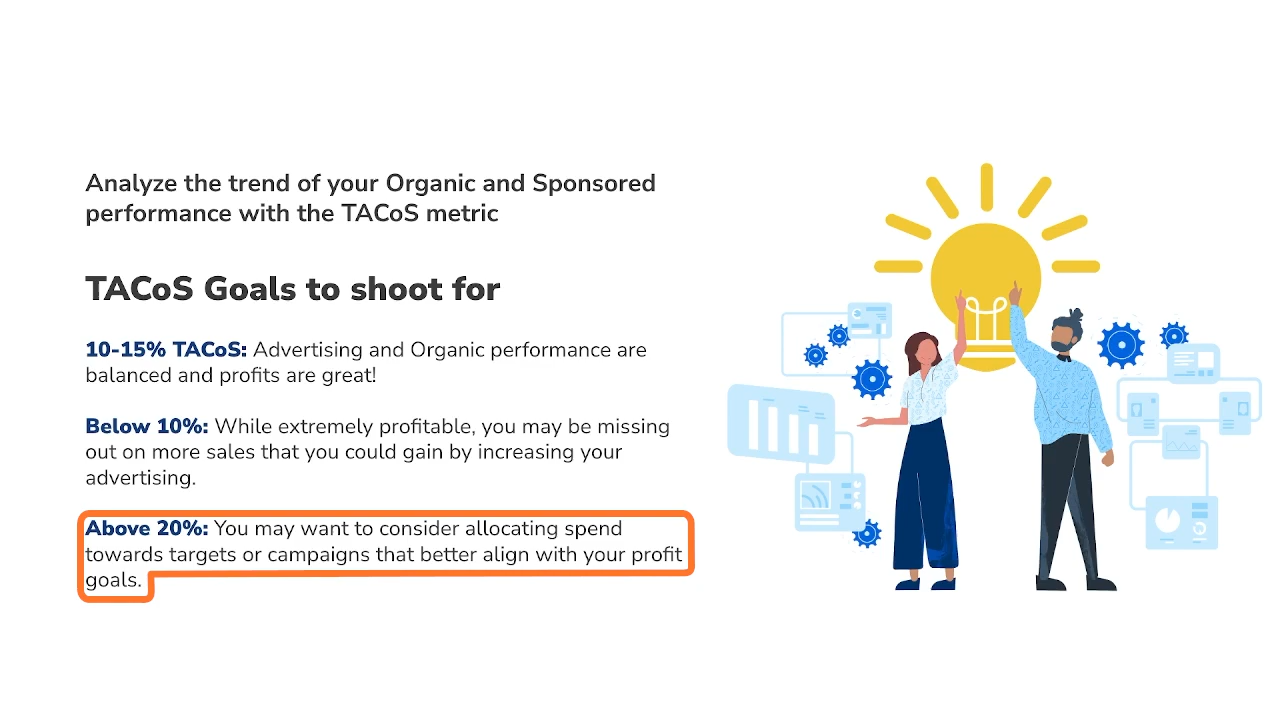 Analyze the trend of your Organic and Sponsored
performance with the TACoS metric
TACoS Goals to shoot for
10-15% TACoS: Advertising and Organic performance are
balanced and profits are great!
Below 10%: While extremely profitable, you may be missing
out on more sales that you could gain by increasing your
advertising.
Above 20%: You may want to consider allocating spend
towards targets or campaigns that better align with your profit
goals.